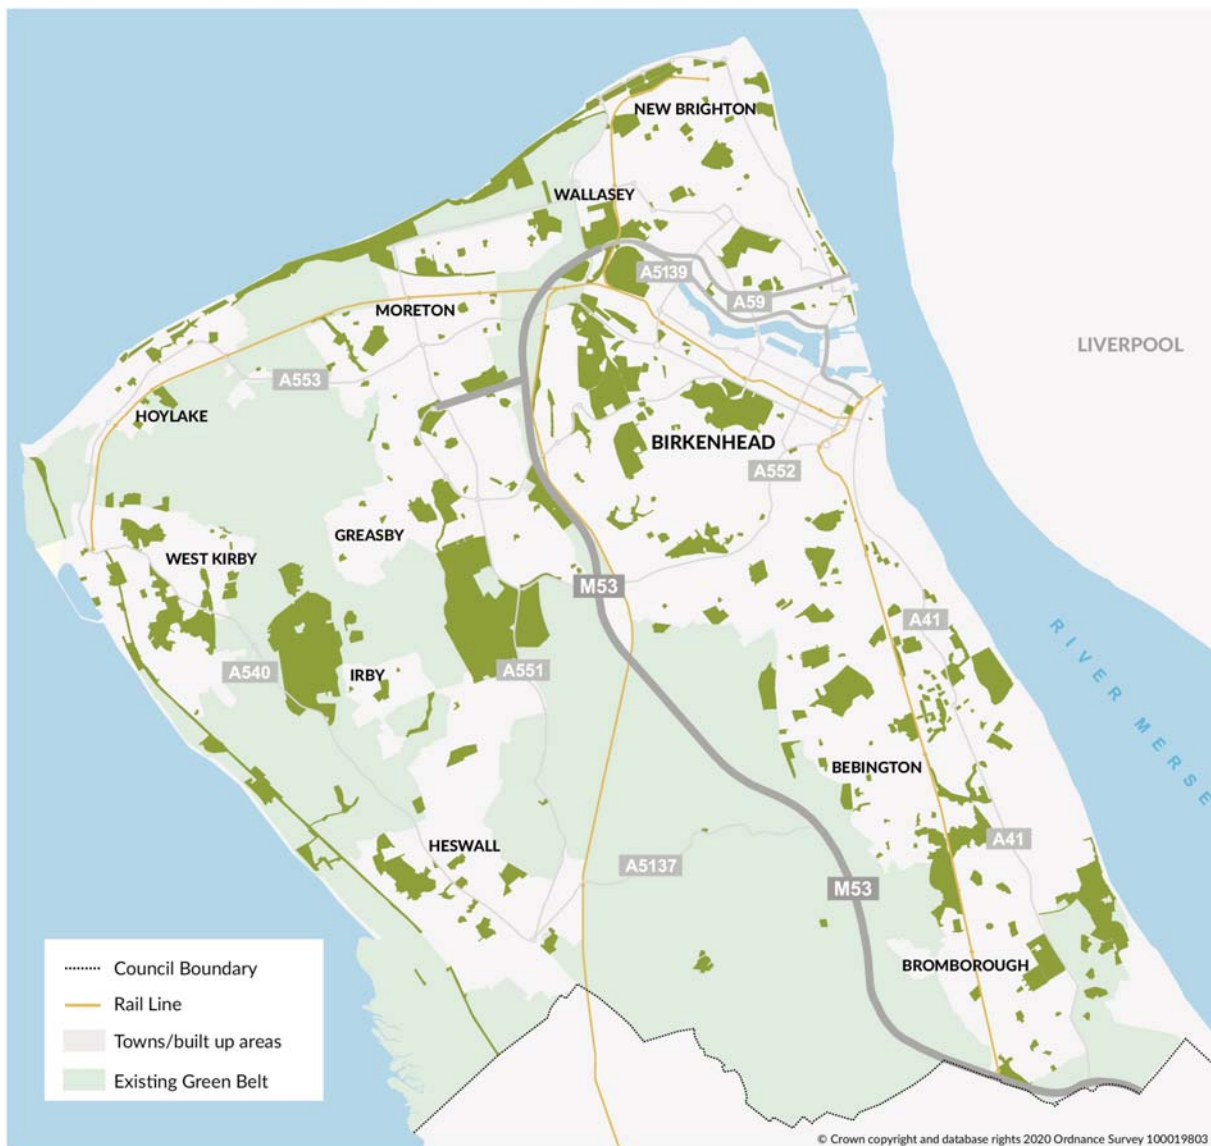 NEW BRIGHTON
WALLASEY
A5139
A59
MORETON
LIVERPOOL
A553
HOYLAKE
BIRKENHEAD
A552
GREASBY
WEST KIRBY
M53
A41
RIVER MERSE
A540
IRBY
A551
BEBINGTON
HESWALL
A41
A5137
M53
BROMBOROUGH
Council Boundary
Rail Line
Towns/built up areas
Existing Green Belt
© Crown copyright and database rights 2020 Ordnance Survey 100019803